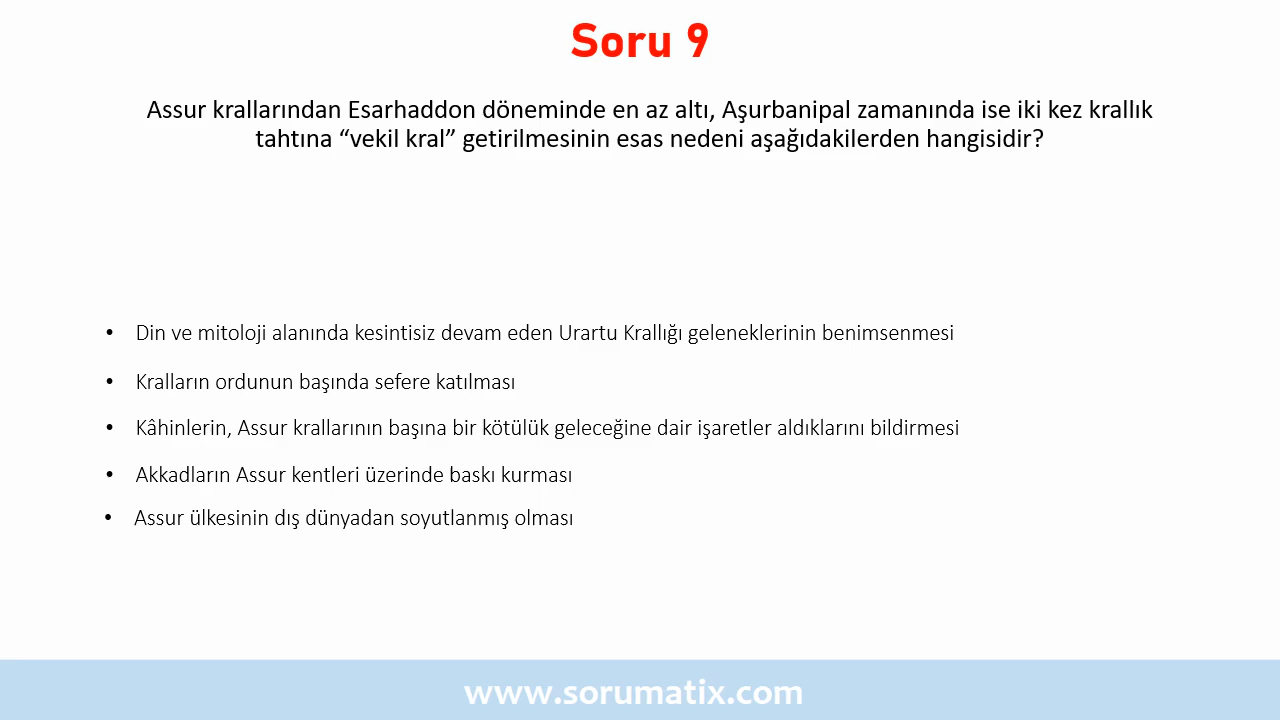 Soru 9
Assur krallarından Esarhaddon döneminde en az altı, Aşurbanipal zamanında ise iki kez krallık
tahtına “vekil kral” getirilmesinin esas nedeni aşağıdakilerden hangisidir?
• Din ve mitoloji alanında kesintisiz devam eden Urartu Krallığı geleneklerinin benimsenmesi
• Kralların ordunun başında sefere katılması
• Kâhinlerin, Assur krallarının başına bir kötülük geleceğine dair işaretler aldıklarını bildirmesi
• Akkadların Assur kentleri üzerinde baskı kurması
• Assur ülkesinin dış dünyadan soyutlanmış olması
www.sorumatix.com